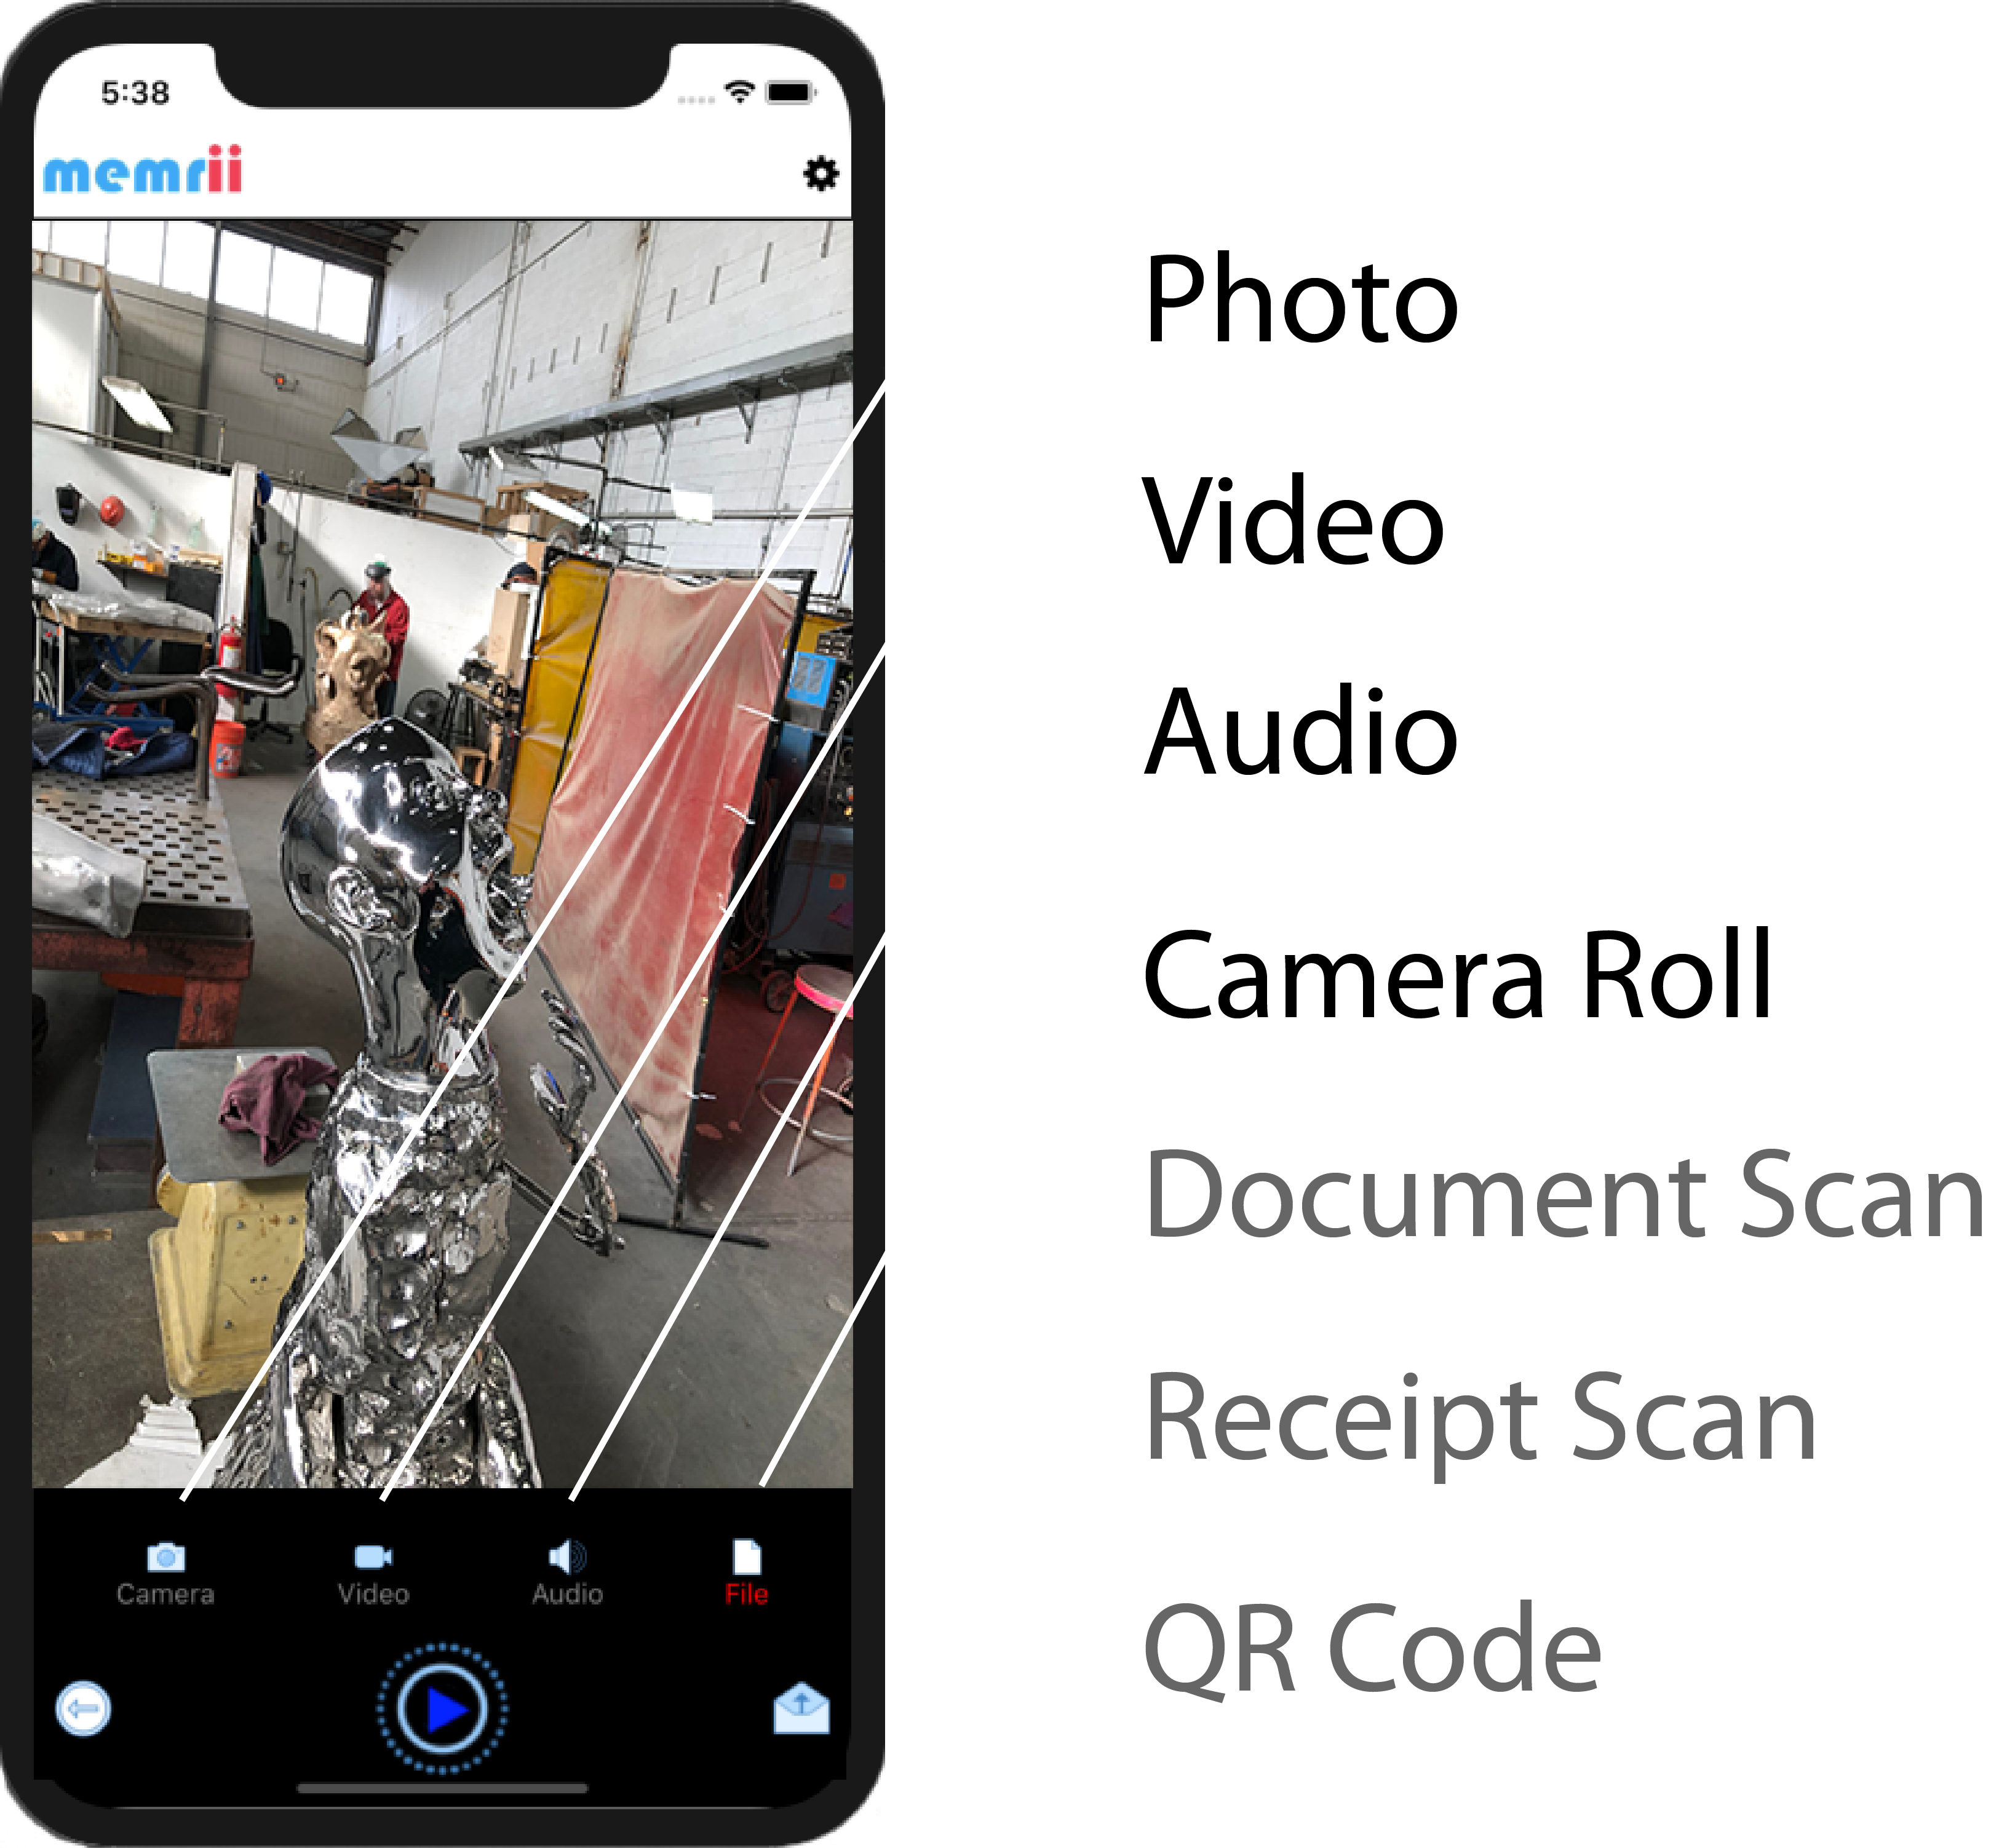 5:38
memrii
Camera
Video
Audio
File
Photo
Video
Audio
Camera Roll
Document Scan
Receipt Scan
QR Code